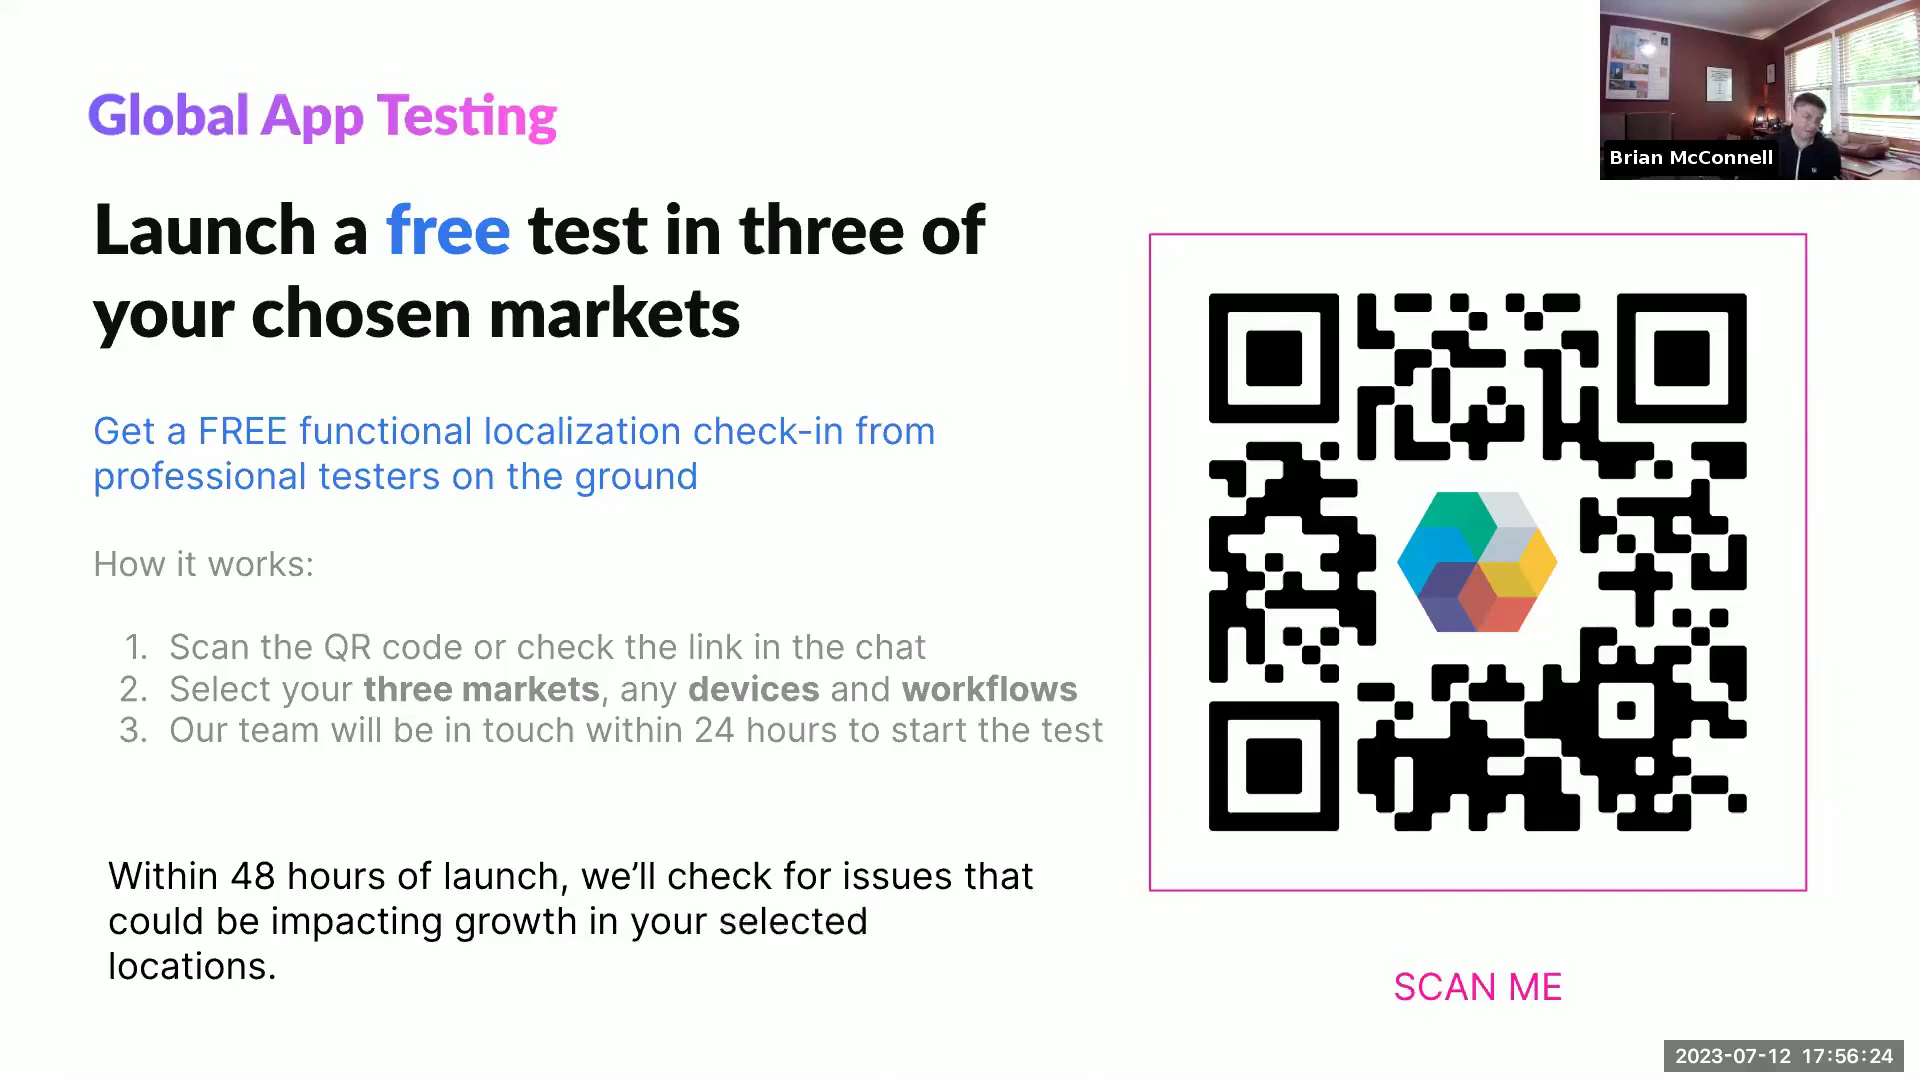 Global App Testing
Brian McConnell
Launch a free test in three of
your chosen markets
Get a FREE functional localization check-in from
professional testers on the ground
How it works:
1. Scan the QR code or check the link in the chat
2. Select your three markets, any devices and workflows
3. Our team will be in touch within 24 hours to start the test
Within 48 hours of launch, we’ll check for issues that
could be impacting growth in your selected
locations.
SCAN ME
2023-07-12 17:56:24